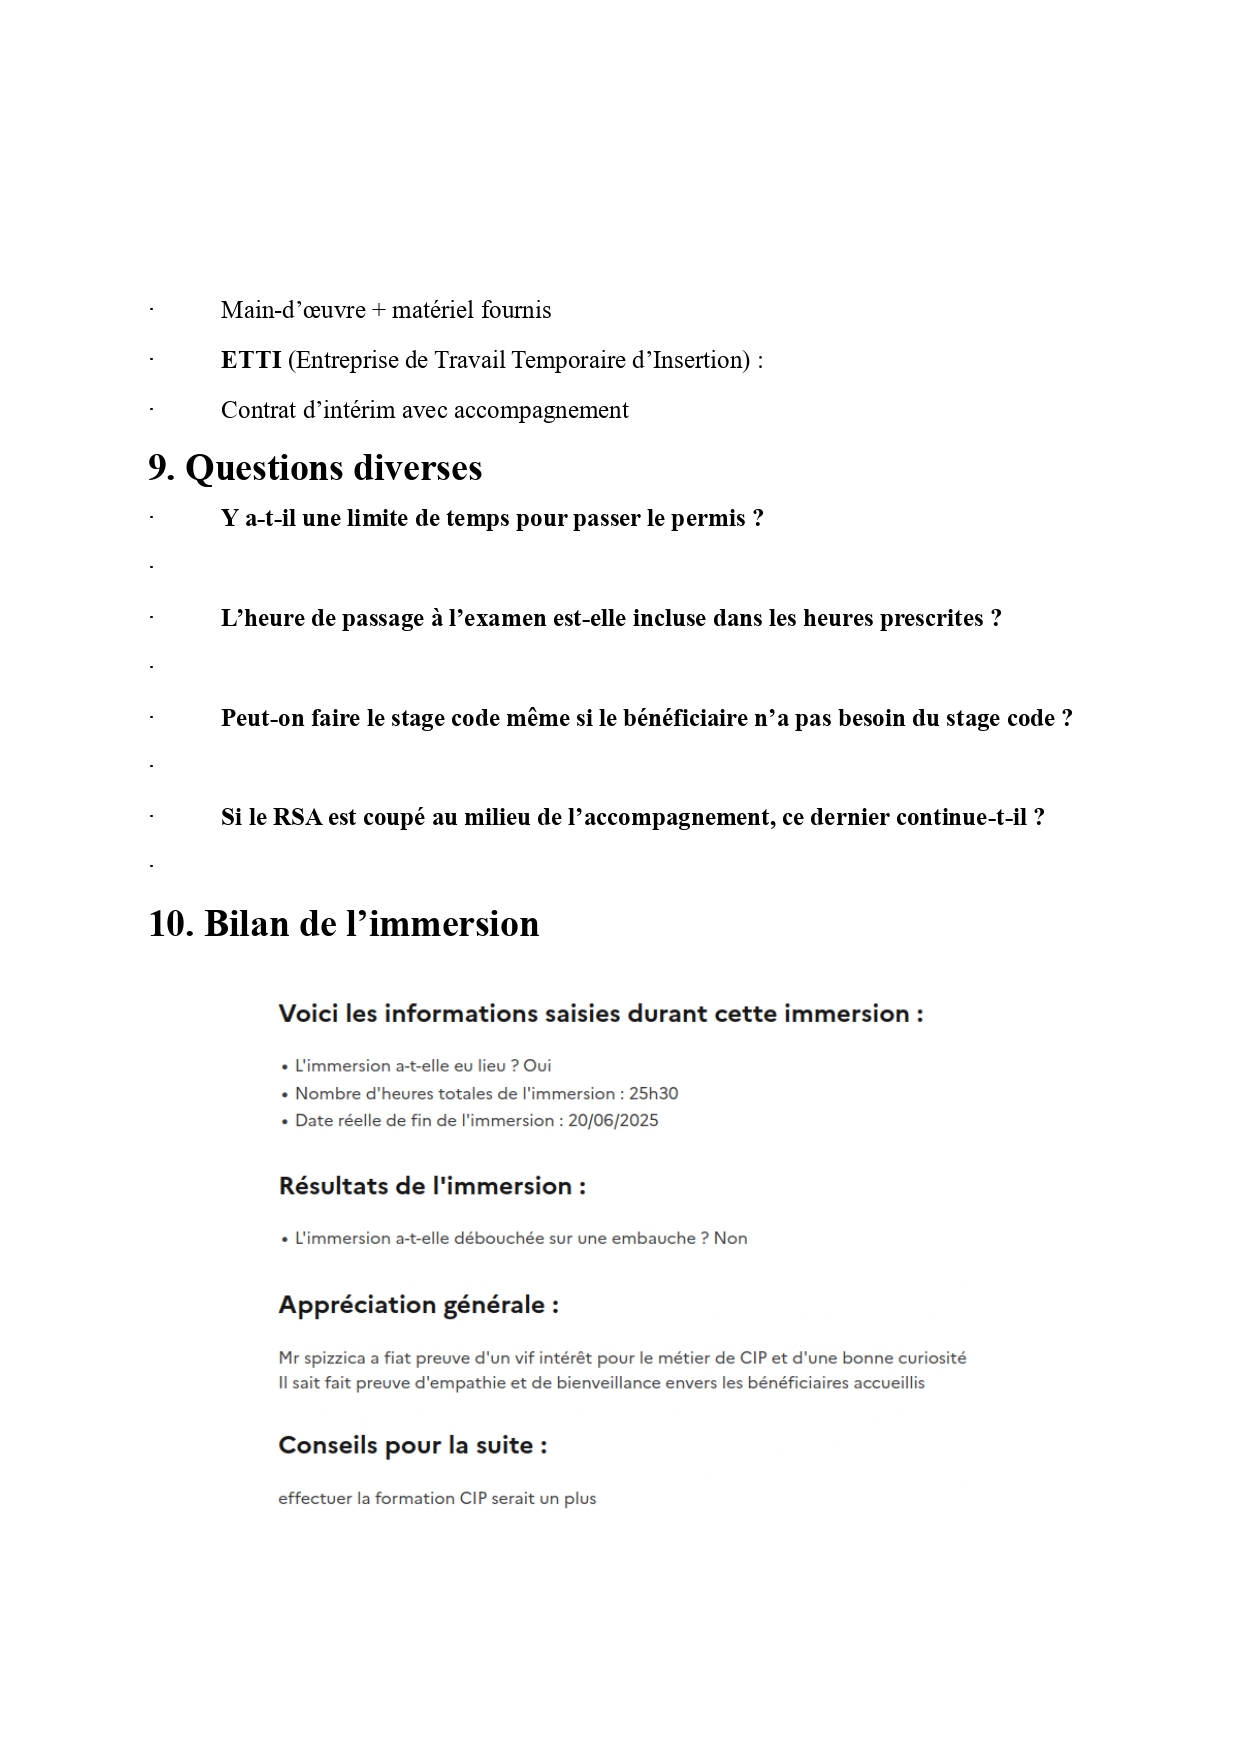 · Main-d’œuvre + matériel fournis
· ETTI (Entreprise de Travail Temporaire d’Insertion) :
· Contrat d’intérim avec accompagnement
9. Questions diverses
· Y a-t-il une limite de temps pour passer le permis ?
·
· L’heure de passage à l’examen est-elle incluse dans les heures prescrites ?
·
· Peut-on faire le stage code même si le bénéficiaire n’a pas besoin du stage code ?
·
· Si le RSA est coupé au milieu de l’accompagnement, ce dernier continue-t-il ?
·
10. Bilan de l’immersion
Voici les informations saisies durant cette immersion :
• L'immersion a-t-elle eu lieu ? Oui
• Nombre d'heures totales de l'immersion : 25h30
• Date réelle de fin de l'immersion : 20/06/2025
Résultats de l'immersion :
• L'immersion a-t-elle débouchée sur une embauche ? Non
Appréciation générale :
Mr spizzica a fiat preuve d'un vif intérêt pour le métier de CIP et d'une bonne curiosité
Il sait fait preuve d'empathie et de bienveillance envers les bénéficiaires accueillis
Conseils pour la suite :
effectuer la formation CIP serait un plus